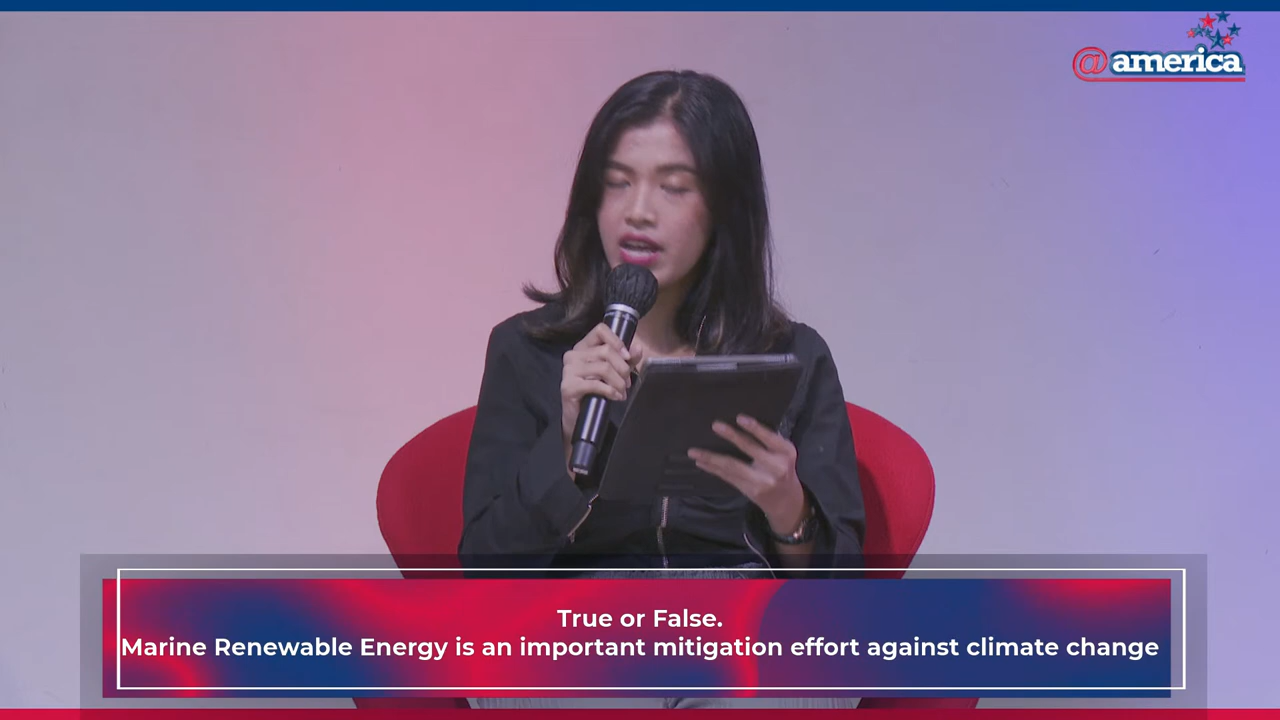 @america
True or False.
Marine Renewable Energy is an important mitigation effort against climate change